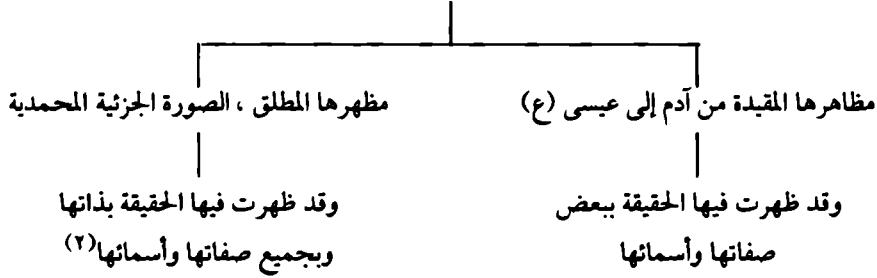 مظاهرها المقيدة من آدم إلى عيسى (ع)
مظهرها المطلق ، الصورة الجزئية المحمدية
وقد ظهرت فيها الحقيقة ببعض
صفاتها وأسمائها
وقد ظهرت فيها الحقيقة بذاتها
وبجميع صفاتها وأسمائها(٢)